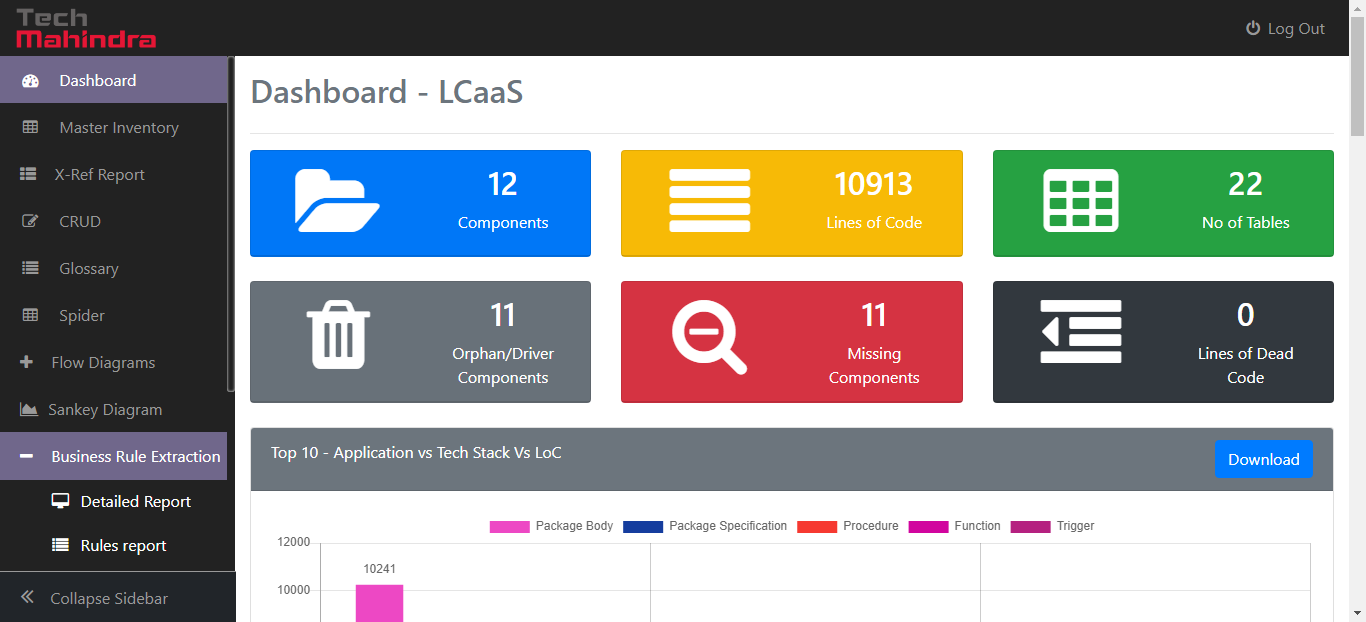 Tech
Mahindra
Log Out
Dashboard
Master Inventory
X-Ref Report
CRUD
Glossary
Spider
Flow Diagrams
Sankey Diagram
Business Rule Extraction
Detailed Report
Rules report
Collapse Sidebar
Dashboard - LCaaS
12
Components
10913
Lines of Code
22
No of Tables
11
Orphan/Driver
Components
11
Missing
Components
0
Lines of Dead
Code
Top 10 - Application vs Tech Stack Vs LoC
Download
Package Body Package Specification Procedure Function Trigger
12000
10241
10000